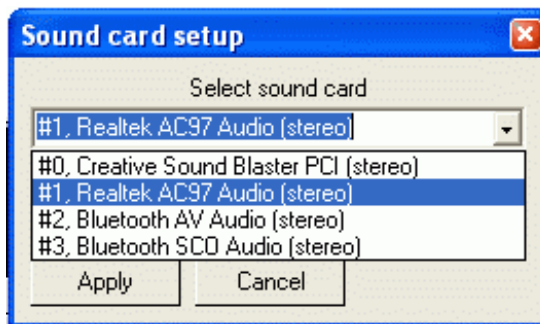 Sound card setup
Select sound card
#1, Realtek AC97 Audio (stereo)
#0, Creative Sound Blaster PCI (stereo)
#1, Realtek AC97 Audio (stereo)
#2, Bluetooth AV Audio (stereo)
#3, Bluetooth SCO Audio (stereo)
Apply Cancel